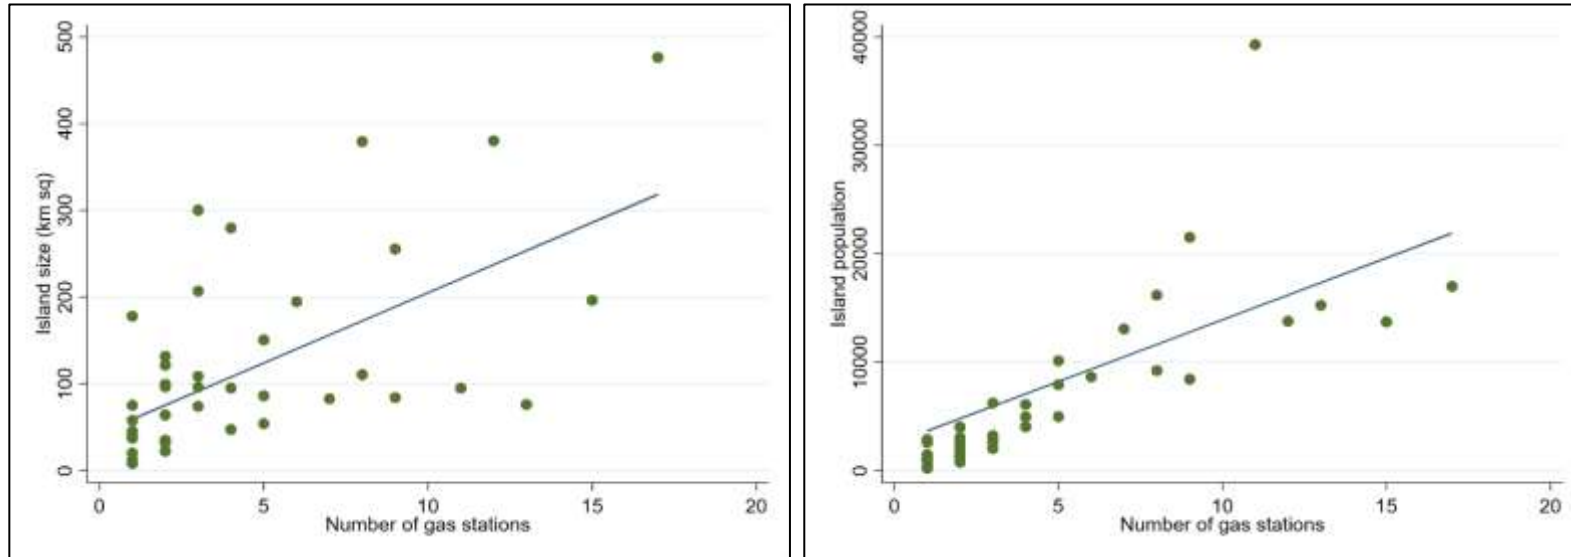 Island size (km sq)
500
400
300
200
100
0
0 5 10 15 20
Number of gas stations
Island population
40000
30000
20000
10000
0
0 5 10 15 20
Number of gas stations